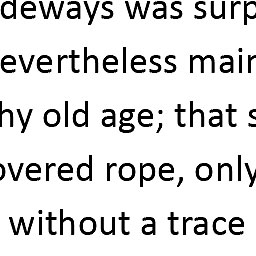 deways was surp
evertheless main
hy old age; that s
overed rope, only
without a trace